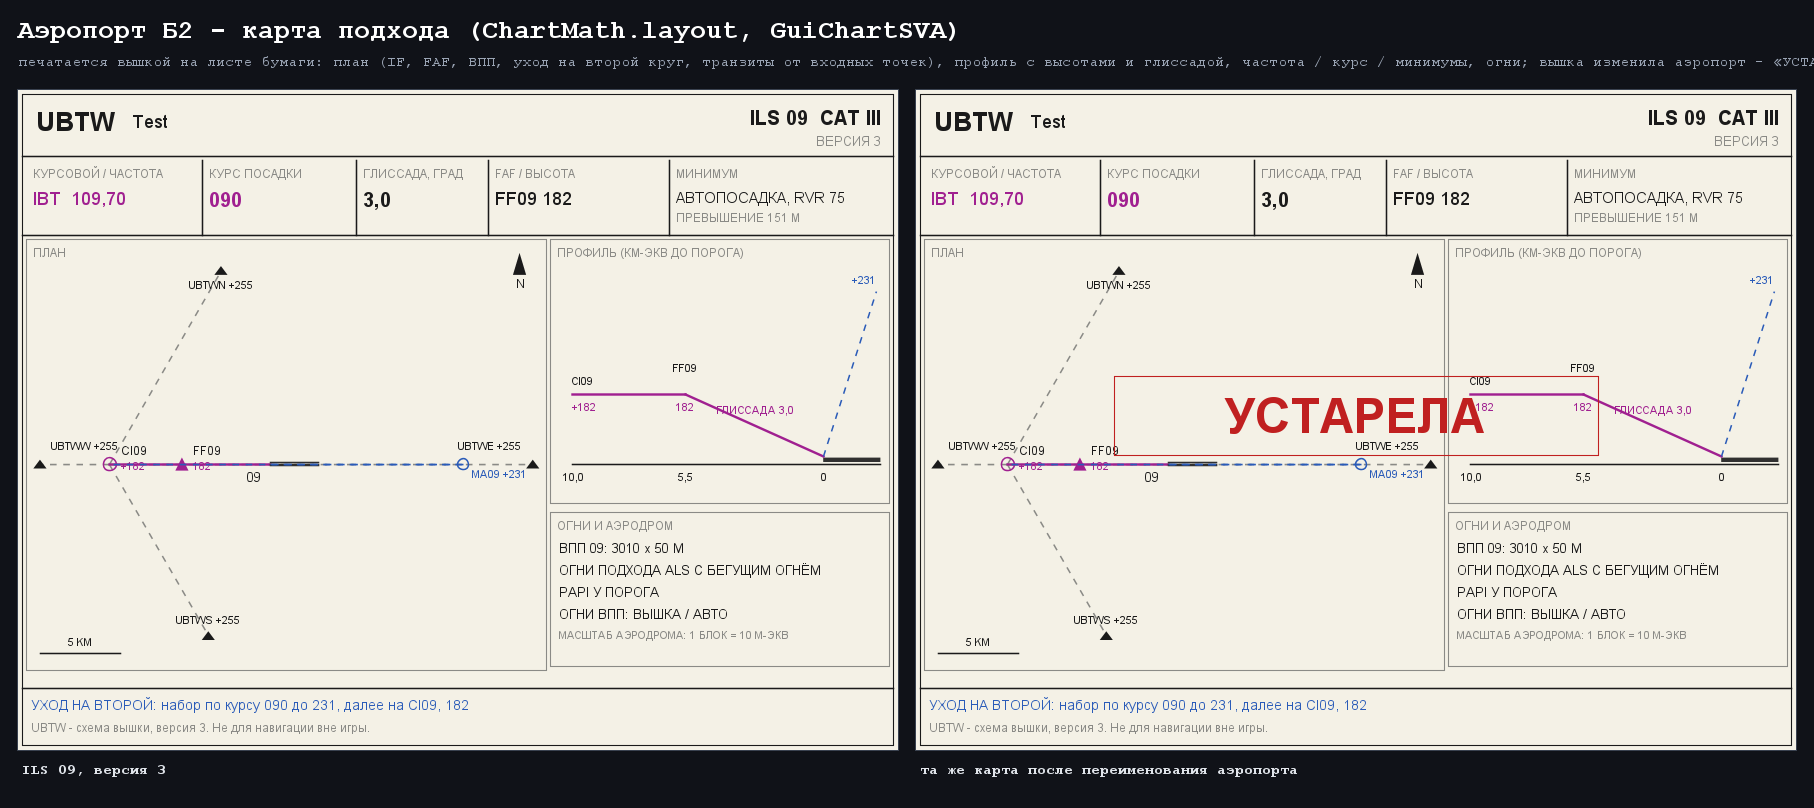 Аэропорт Б2 - карта подхода (ChartMath.layout, GuiChartSVA)
печатается вышкой на листе бумаги: план (IF, FAF, ВПП, уход на второй круг, транзиты от входных точек), профиль с высотами и глиссадой, частота / курс / минимумы, огни; вышка изменила аэропорт - «УСТА
UBTW Test
ILS 09 CAT III
ВЕРСИЯ 3
КУРСОВОЙ / ЧАСТОТА
IBT 109,70
КУРС ПОСАДКИ
090
ГЛИССАДА, ГРАД
3,0
FAF / ВЫСОТА
FF09 182
МИНИМУМ
АВТОПОСАДКА, RVR 75
ПРЕВЫШЕНИЕ 151 М
ПЛАН
UBTWN +255
N
UBTWW +255
CI09
+182
FF09
182
09
UBTWE +255
MA09 +231
UBTWS +255
5 KM
ПРОФИЛЬ (КМ-ЭКВ ДО ПОРОГА)
+231
FF09
CI09
+182
182
ГЛИССАДА 3,0
10,0
5,5
0
ОГНИ И АЭРОДРОМ
ВПП 09: 3010 x 50 М
ОГНИ ПОДХОДА ALS С БЕГУЩИМ ОГНЁМ
PAPI У ПОРОГА
ОГНИ ВПП: ВЫШКА / АВТО
МАСШТАБ АЭРОДРОМА: 1 БЛОК = 10 М-ЭКВ
УХОД НА ВТОРОЙ: набор по курсу 090 до 231, далее на CI09, 182
UBTW - схема вышки, версия 3. Не для навигации вне игры.
ILS 09, версия 3
UBTW Test
ILS 09 CAT III
ВЕРСИЯ 3
КУРСОВОЙ / ЧАСТОТА
IBT 109,70
КУРС ПОСАДКИ
090
ГЛИССАДА, ГРАД
3,0
FAF / ВЫСОТА
FF09 182
МИНИМУМ
АВТОПОСАДКА, RVR 75
ПРЕВЫШЕНИЕ 151 М
ПЛАН
UBTWN +255
N
UBTWW +255
CI09
+182
FF09
182
09
UBTWE +255
MA09 +231
UBTWS +255
5 KM
УСТАРЕЛА
ПРОФИЛЬ (КМ-ЭКВ ДО ПОРОГА)
+231
FF09
CI09
+182
182
ГЛИССАДА 3,0
10,0
5,5
0
ОГНИ И АЭРОДРОМ
ВПП 09: 3010 x 50 М
ОГНИ ПОДХОДА ALS С БЕГУЩИМ ОГНЁМ
PAPI У ПОРОГА
ОГНИ ВПП: ВЫШКА / АВТО
МАСШТАБ АЭРОДРОМА: 1 БЛОК = 10 М-ЭКВ
УХОД НА ВТОРОЙ: набор по курсу 090 до 231, далее на CI09, 182
UBTW - схема вышки, версия 3. Не для навигации вне игры.
та же карта после переименования аэропорта